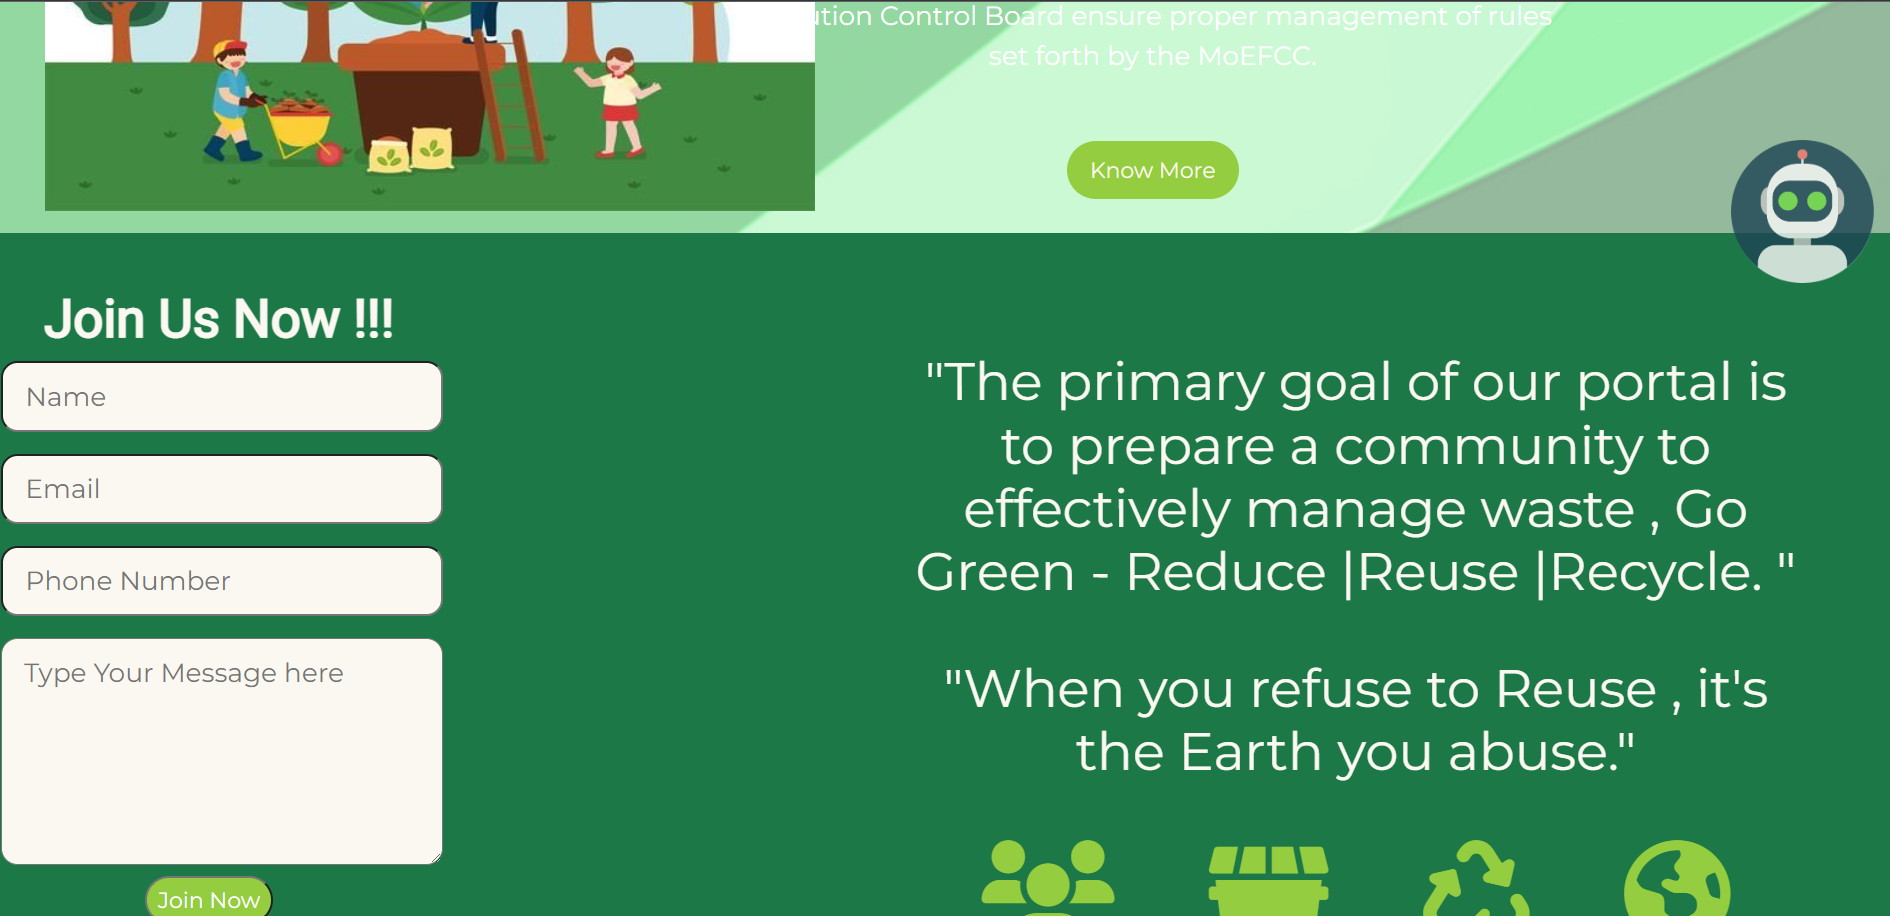 Control Board ensure proper management of rules
set forth by the MoEFCC.
Know More
Join Us Now !!!
Name
Email
Phone Number
Type Your Message here
Join Now
"The primary goal of our portal is
to prepare a community to
effectively manage waste , Go
Green - Reduce |Reuse |Recycle. "
"When you refuse to Reuse , it's
the Earth you abuse."